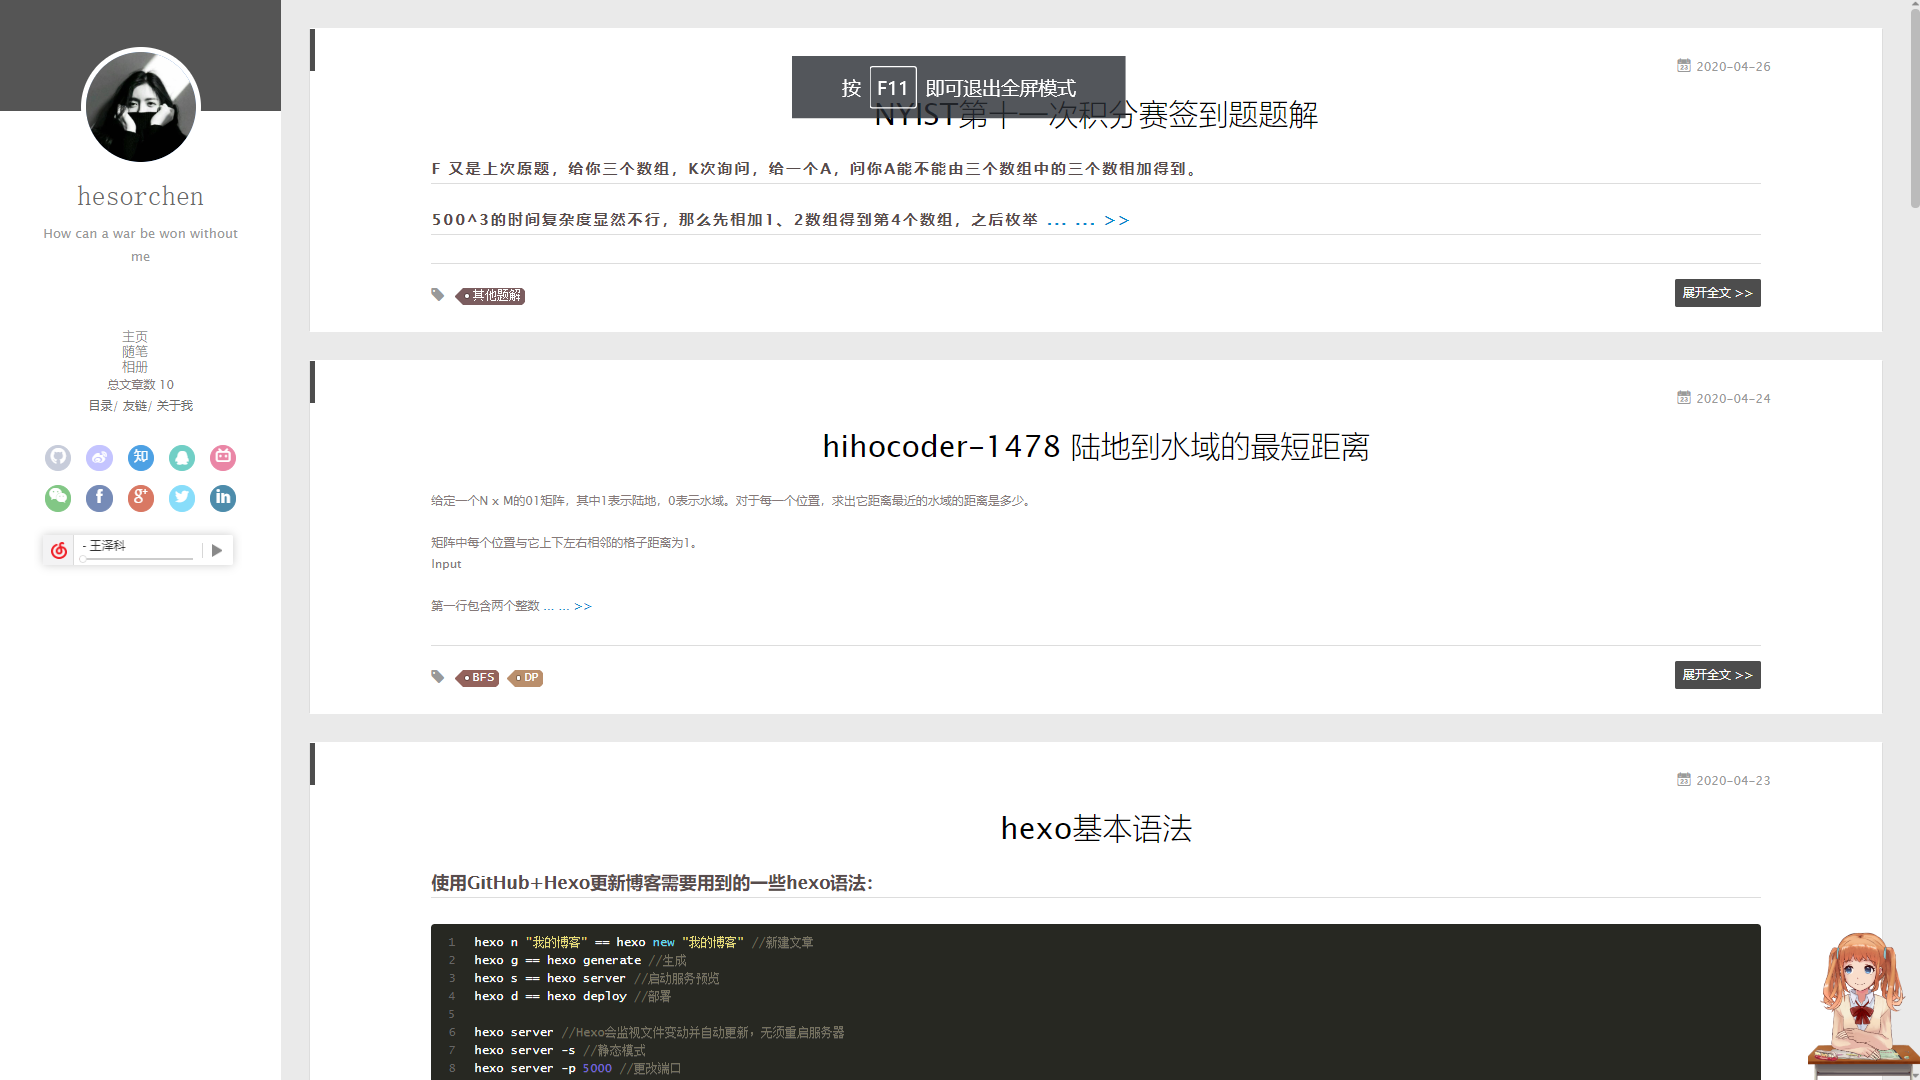 hesorchen
How can a war be won without
me
主页
随笔
相册
总文章数 10
目录/ 友链/ 关于我
知
f
g+
in
- 王泽科
按 F11 即可退出全屏模式
2020-04-26
NYIST第十一次积分赛签到题题解
F 又是上次原题，给你三个数组，K次询问，给一个A，问你A能不能由三个数组中的三个数相加得到。
500^3的时间复杂度显然不行，那么先相加1、2数组得到第4个数组，之后枚举 ... ... >>
其他题解
展开全文 >>
2020-04-24
hihocoder-1478 陆地到水域的最短距离
给定一个N x M的01矩阵，其中1表示陆地，0表示水域。对于每一个位置，求出它距离最近的水域的距离是多少。
矩阵中每个位置与它上下左右相邻的格子距离为1。
Input
第一行包含两个整数 ... ... >>
BFS
DP
展开全文 >>
2020-04-23
hexo基本语法
使用GitHub+Hexo更新博客需要用到的一些hexo语法：
1 hexo n "我的博客" == hexo new "我的博客" //新建文章
2 hexo g == hexo generate //生成
3 hexo s == hexo server //启动服务预览
4 hexo d == hexo deploy //部署
5
6 hexo server //Hexo会监视文件变动并自动更新，无须重启服务器
7 hexo server -s //静态模式
8 hexo server -p 5000 //更改端口